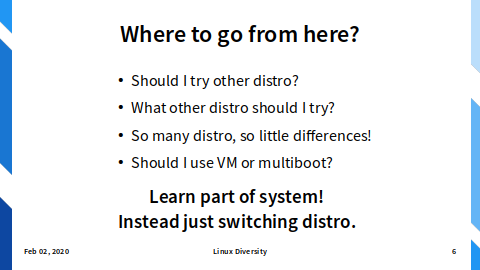 Where to go from here?
• Should I try other distro?
• What other distro should I try?
• So many distro, so little differences!
• Should I use VM or multiboot?
Learn part of system!
Instead just switching distro.
Feb 02, 2020
Linux Diversity
6